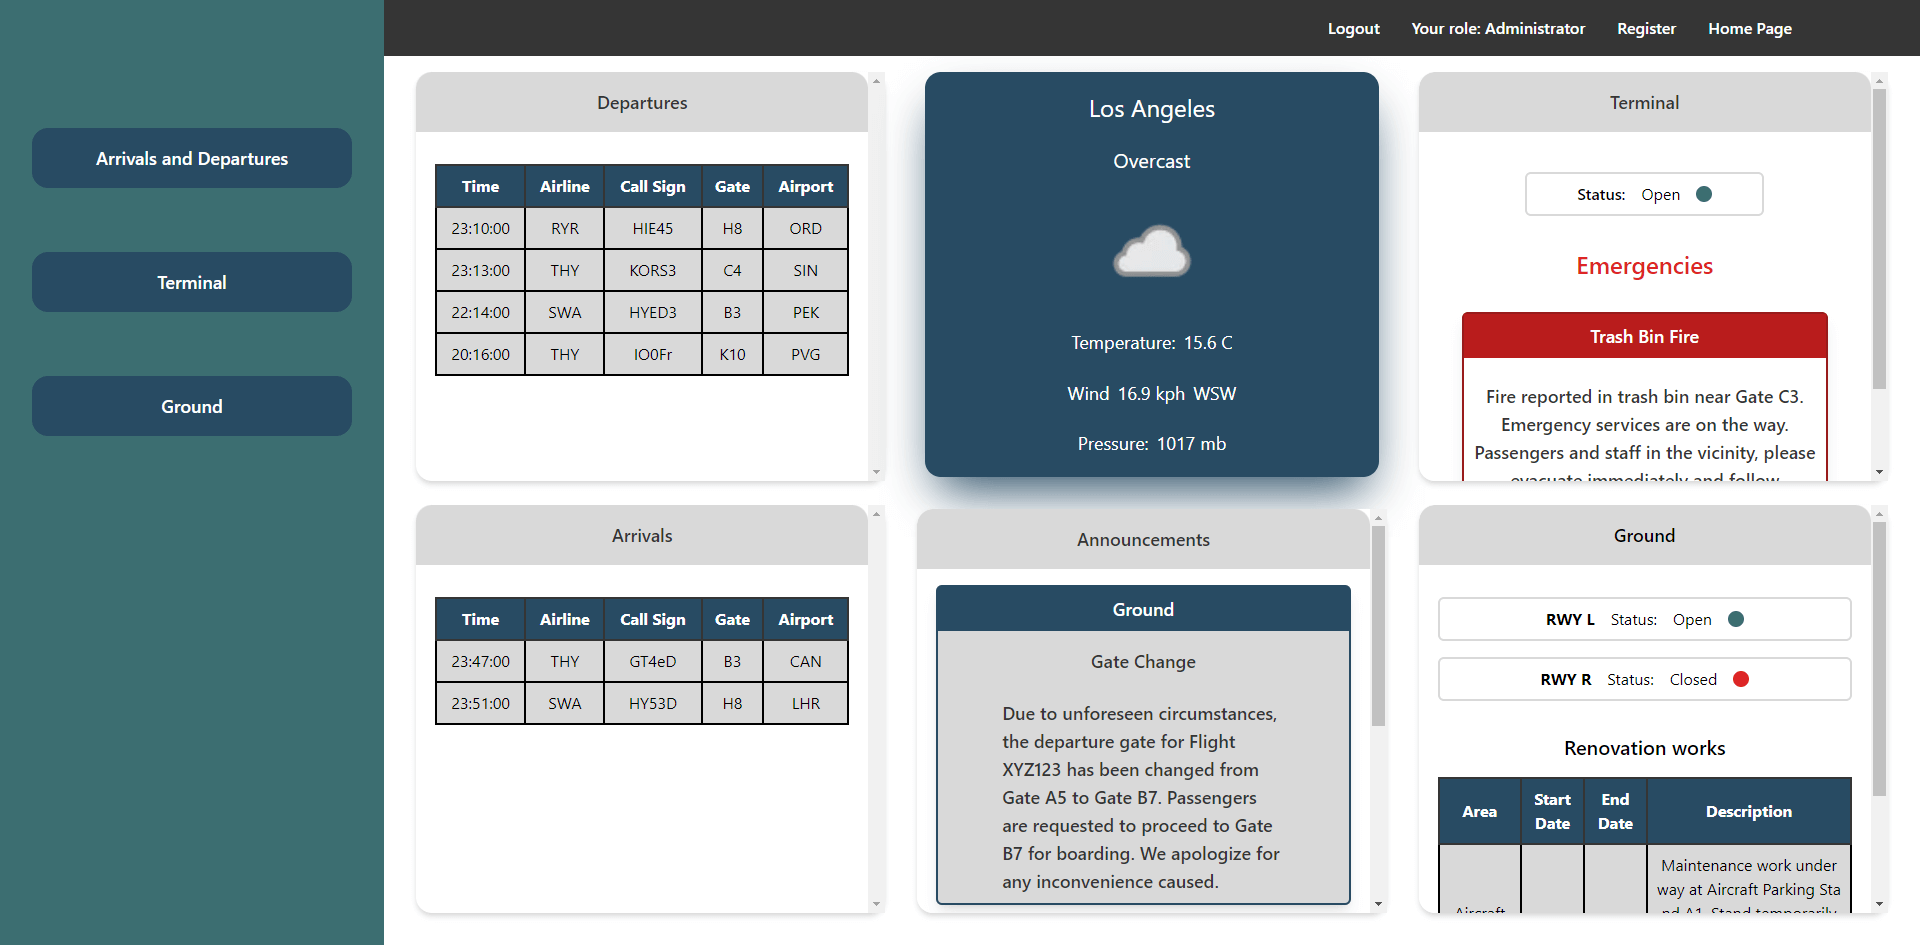 Logout Your role: Administrator Register Home Page
Arrivals and Departures
Terminal
Ground
Departures
Time Airline Call Sign Gate Airport
23:10:00 RYR HIE45 H8 ORD
23:13:00 THY KORS3 C4 SIN
22:14:00 SWA HYED3 B3 PEK
20:16:00 THY IO0Fr K10 PVG
Los Angeles
Overcast
Temperature: 15.6 C
Wind 16.9 kph WSW
Pressure: 1017 mb
Terminal
Status: Open
Emergencies
Trash Bin Fire
Fire reported in trash bin near Gate C3.
Emergency services are on the way.
Passengers and staff in the vicinity, please
evacuate immediately and follow
Arrivals
Time Airline Call Sign Gate Airport
23:47:00 THY GT4eD B3 CAN
23:51:00 SWA HY53D H8 LHR
Announcements
Ground
Gate Change
Due to unforeseen circumstances,
the departure gate for Flight
XYZ123 has been changed from
Gate A5 to Gate B7. Passengers
are requested to proceed to Gate
B7 for boarding. We apologize for
any inconvenience caused.
Ground
RWY L Status: Open
RWY R Status: Closed
Renovation works
Area Start Date End Date Description
Maintenance work under
way at Aircraft Parking Sta
nd A1. Stand temporarily
Aircraft